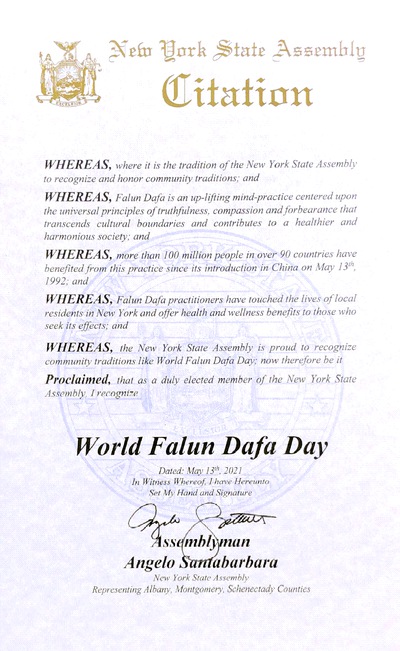 New York State Assembly
Citation
EXCELSIOR
WHEREAS, where it is the tradition of the New York State Assembly
to recognize and honor community traditions; and
WHEREAS, Falun Dafa is an up-lifting mind-practice centered upon
the universal principles of truthfulness, compassion and forbearance that
transcends cultural boundaries and contributes to a healthier and
harmonious society; and
WHEREAS, more than 100 million people in over 90 countries have
benefited from this practice since its introduction in China on May 13th,
1992; and
WHEREAS, Falun Dafa practitioners have touched the lives of local
residents in New York and offer health and wellness benefits to those who
seek its effects; and
WHEREAS, the New York State Assembly is proud to recognize
community traditions like World Falun Dafa Day; now therefore be it
Proclaimed, that as a duly elected member of the New York State
Assembly, I recognize
World Falun Dafa Day
Dated: May 13th, 2021
In Witness Whereof, I have Hereunto
Set My Hand and Signature
Assemblyman
Angelo Santabarbara
New York State Assembly
Representing Albany, Montgomery, Schenectady Counties